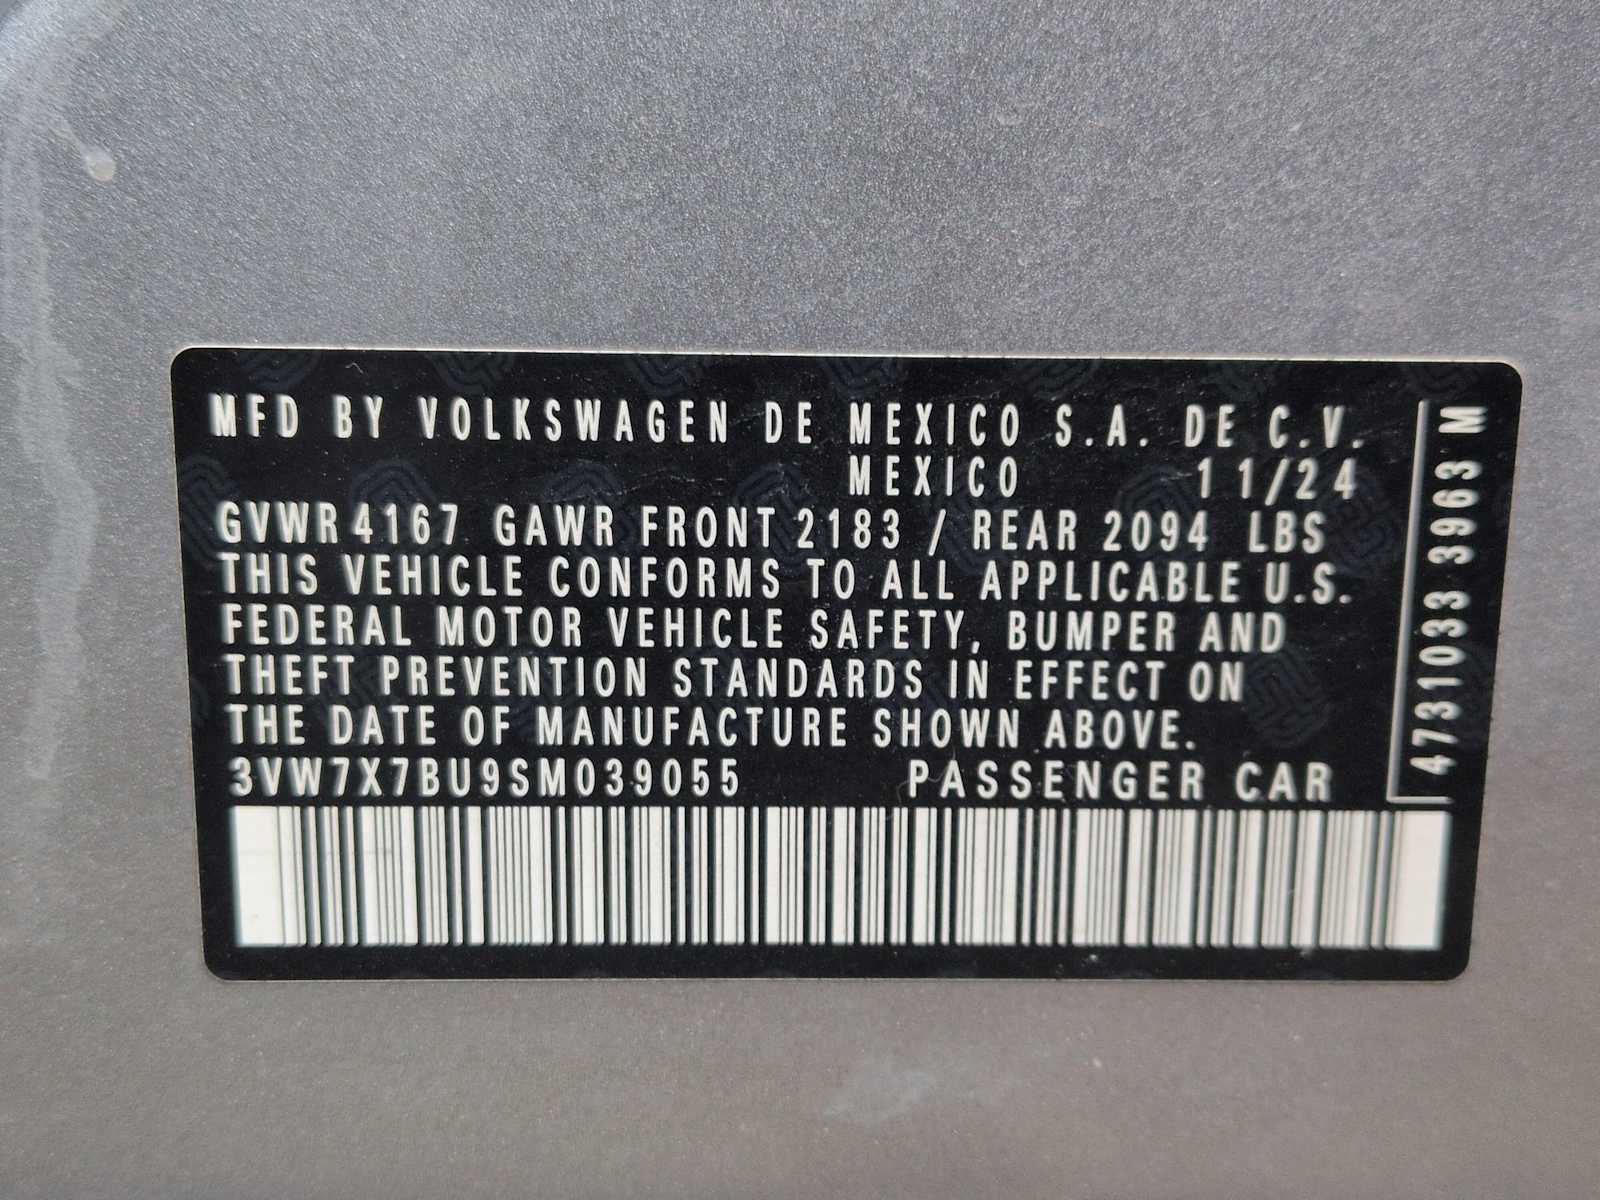 MFD BY VOLKSWAGEN DE MEXICO S.A. DE C.V.
MEXICO 11/24
GVWR 4167 GAWR FRONT 2183 / REAR 2094 LBS
THIS VEHICLE CONFORMS TO ALL APPLICABLE U.S.
FEDERAL MOTOR VEHICLE SAFETY, BUMPER AND
THEFT PREVENTION STANDARDS IN EFFECT ON
THE DATE OF MANUFACTURE SHOWN ABOVE.
3VW7X7BU9SM039055 PASSENGER CAR
4731033 3963 M